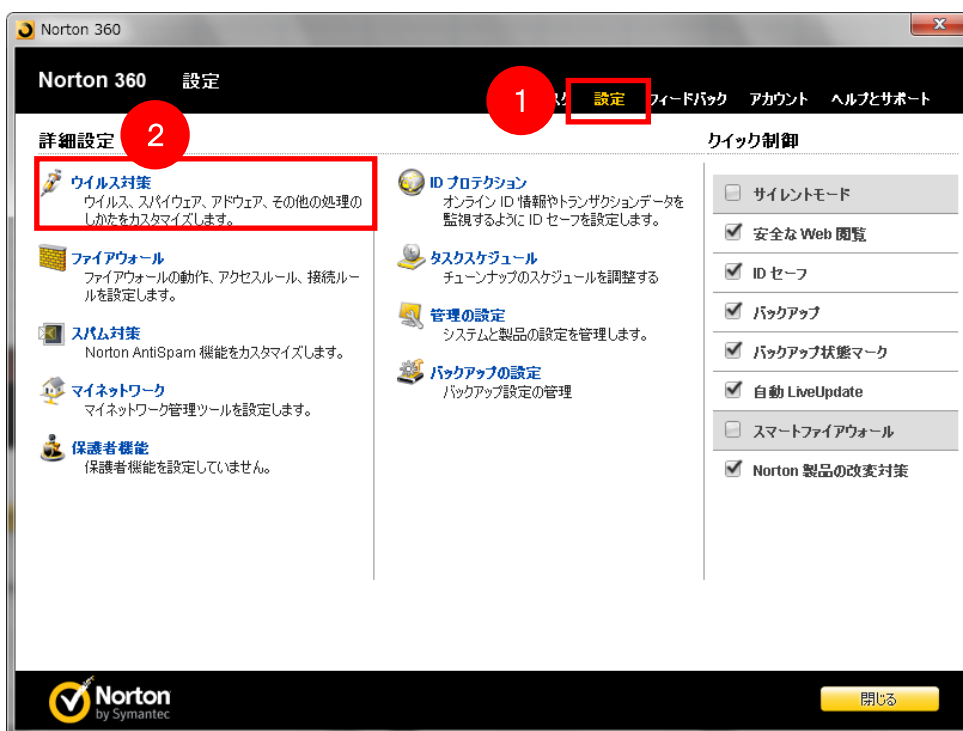 Norton 360
Norton 360 設定
1
設定 フィードバック アカウント ヘルプとサポート
詳細設定
2
ウイルス対策
ウイルス、スパイウェア、アドウェア、その他の処理の
しかたをカスタマイズします。
ファイアウォール
ファイアウォールの動作、アクセスルール、接続ルー
ルを設定します。
スパム対策
Norton AntiSpam 機能をカスタマイズします。
マイネットワーク
マイネットワーク管理ツールを設定します。
保護者機能
保護者機能を設定していません。
ID プロテクション
オンライン ID 情報やトランザクションデータを
監視するように ID セーフを設定します。
タスクスケジュール
チューンナップのスケジュールを調整する
管理の設定
システムと製品の設定を管理します。
バックアップの設定
バックアップ設定の管理
クイック制御
サイレントモード
安全な Web 閲覧
ID セーフ
バックアップ
バックアップ状態マーク
自動 LiveUpdate
スマートファイアウォール
Norton 製品の改変対策
Norton
by Symantec
閉じる